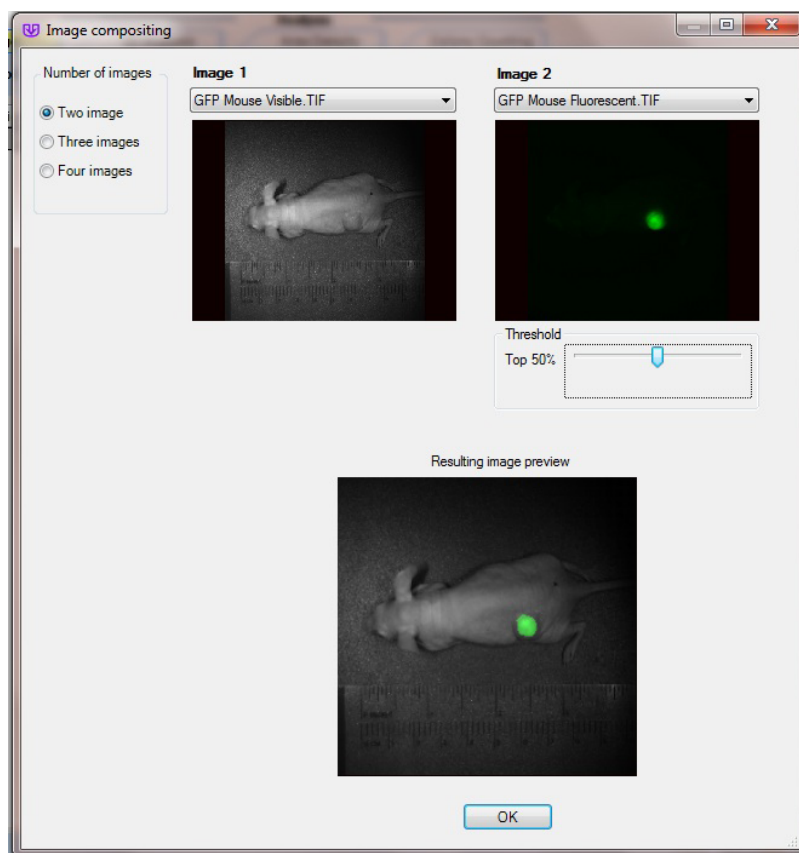 Image compositing
Number of images
Two image
Three images
Four images
Image 1
GFP Mouse Visible.TIF
Image 2
GFP Mouse Fluorescent.TIF
Threshold
Top 50%
Resulting image preview
OK